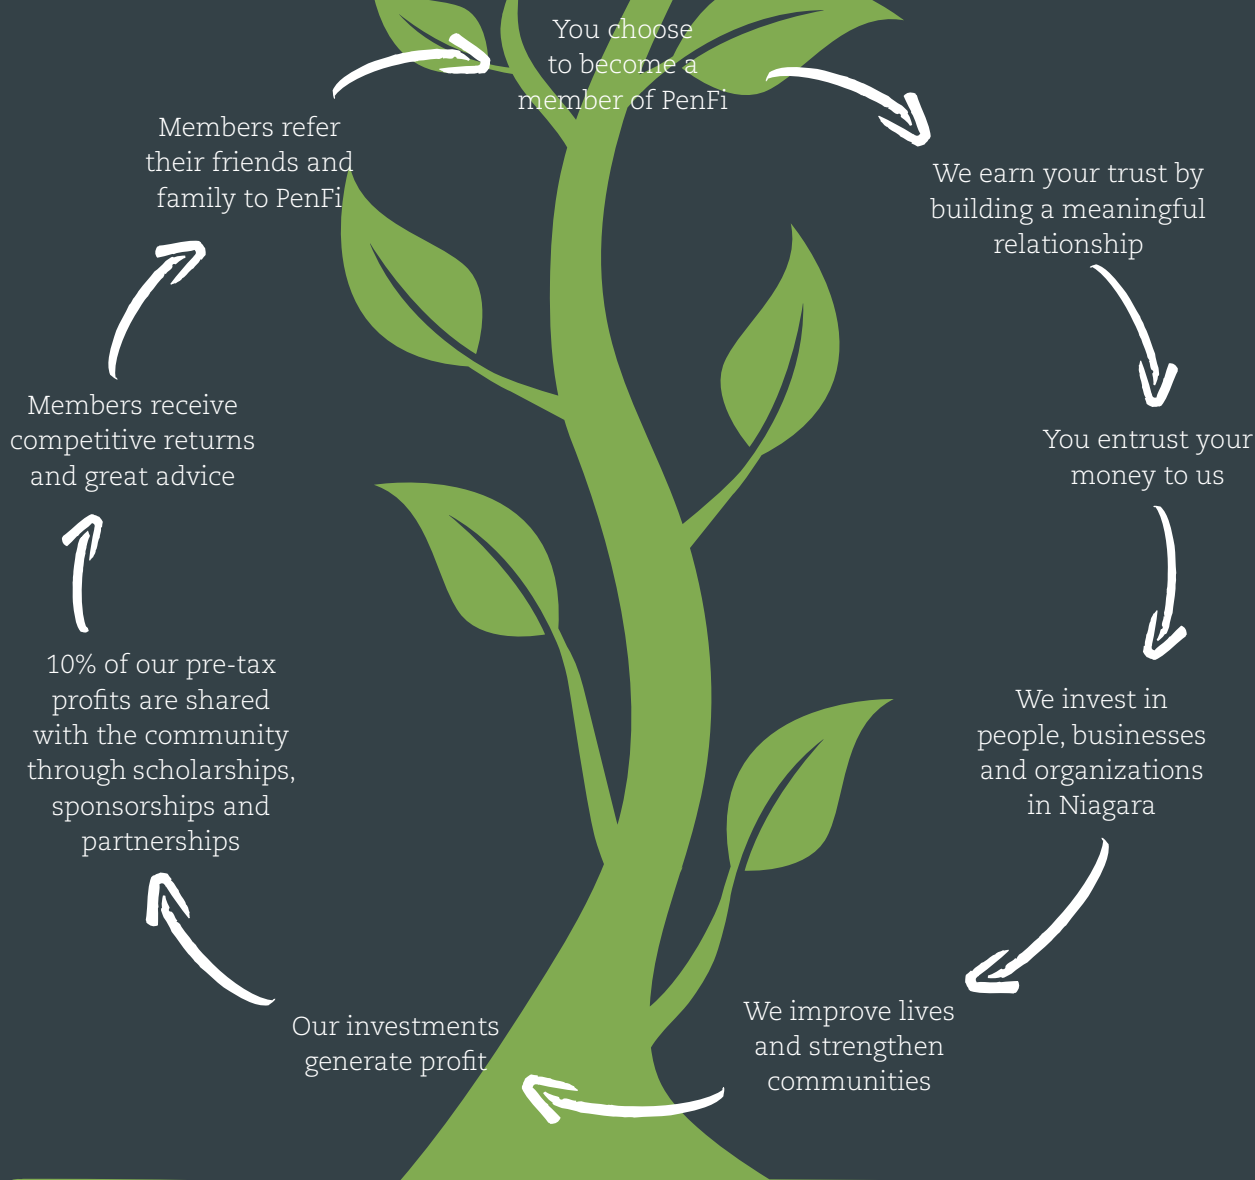 You choose
to become a
member of PenFi
We earn your trust by
building a meaningful
relationship
You entrust your
money to us
We invest in
people, businesses
and organizations
in Niagara
We improve lives
and strengthen
communities
Our investments
generate profit
10% of our pre-tax
profits are shared
with the community
through scholarships,
sponsorships and
partnerships
Members receive
competitive returns
and great advice
Members refer
their friends and
family to PenFi